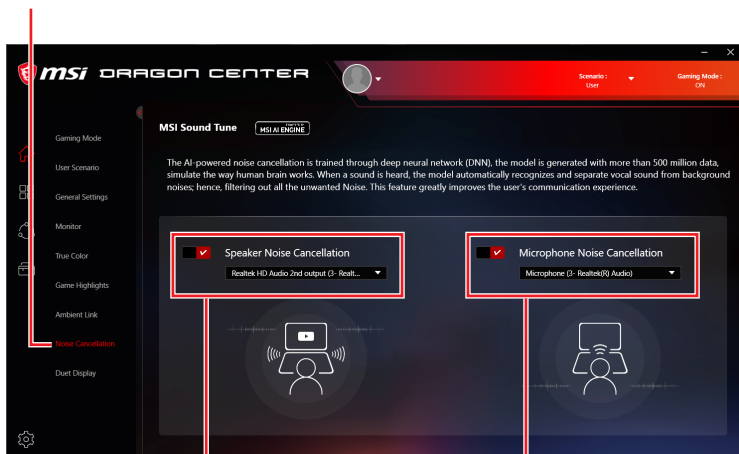 msi DRAGON CENTER
Scenario :
User
Gaming Mode :
ON
Gaming Mode
User Scenario
General Settings
Monitor
True Color
Game Highlights
Ambient Link
Noise Cancellation
Duet Display
MSI Sound Tune
POWERED BY
MSI AI ENGINE
The AI-powered noise cancellation is trained through deep neural network (DNN), the model is generated with more than 500 million data,
simulate the way human brain works. When a sound is heard, the model automatically recognizes and separate vocal sound from background
noises; hence, filtering out all the unwanted Noise. This feature greatly improves the user's communication experience.
Speaker Noise Cancellation
Realtek HD Audio 2nd output (3- Realt...
Microphone Noise Cancellation
Microphone (3- Realtek(R) Audio)